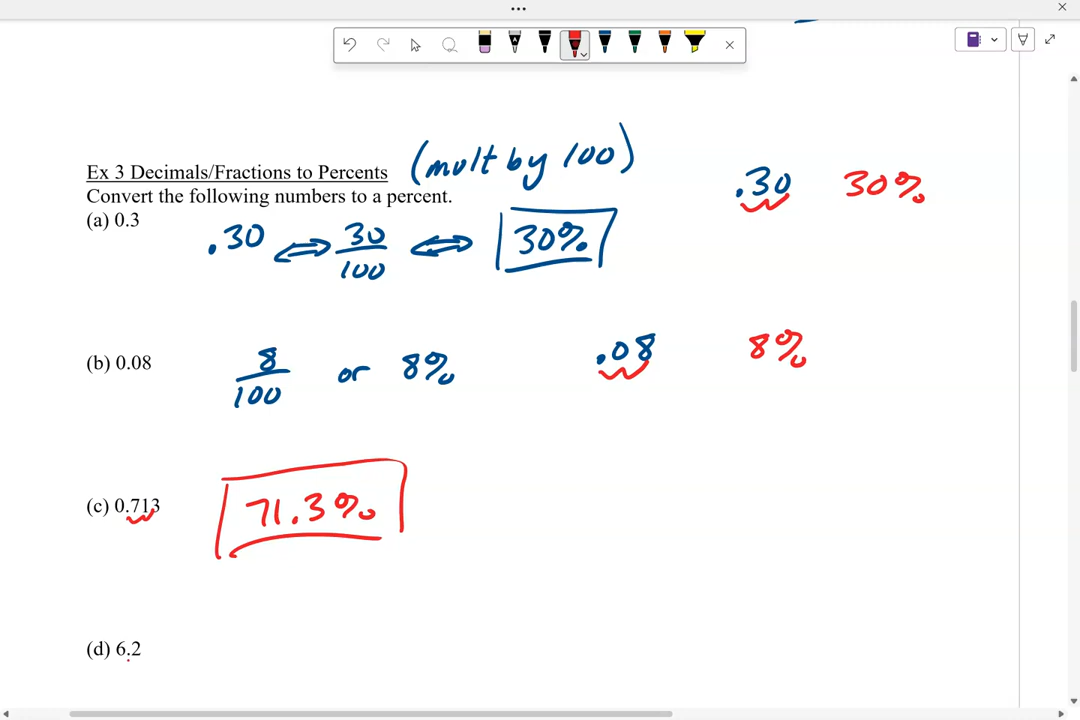 Ex 3 Decimals/Fractions to Percents (mult by 100)
.30 30%
Convert the following numbers to a percent.
(a) 0.3
.30 ⟺ 30/100 ⟺ 30%
(b) 0.08 8/100 or 8% .08 8%
(c) 0.713 71.3%
(d) 6.2